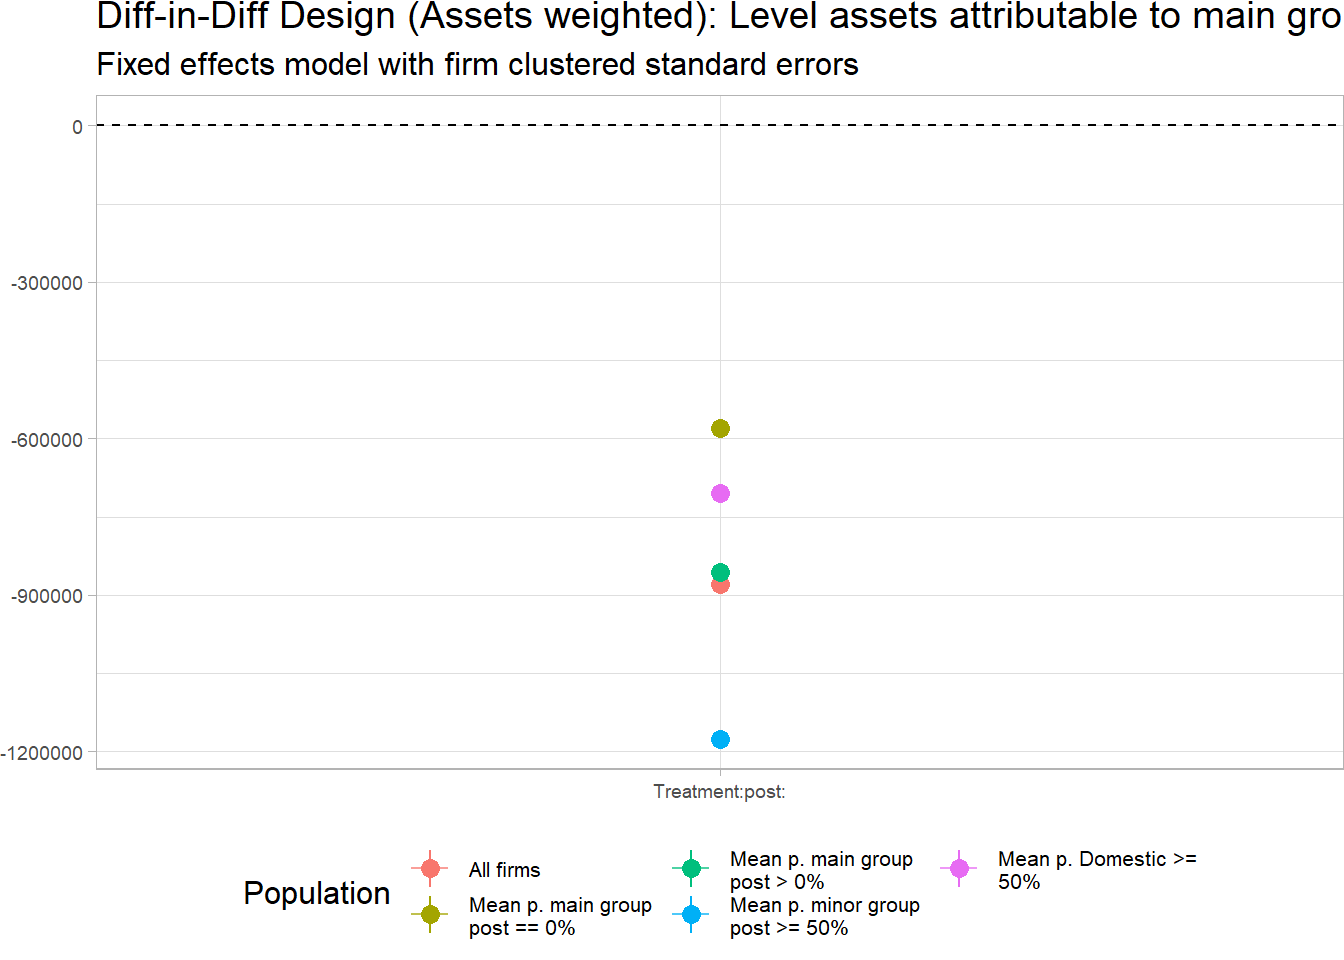 Diff-in-Diff Design (Assets weighted): Level assets attributable to main gro
Fixed effects model with firm clustered standard errors
0
-300000
-600000
-900000
-1200000
Treatment:post:
Population
All firms
Mean p. main group
post == 0%
Mean p. main group
post > 0%
Mean p. minor group
post >= 50%
Mean p. Domestic >=
50%